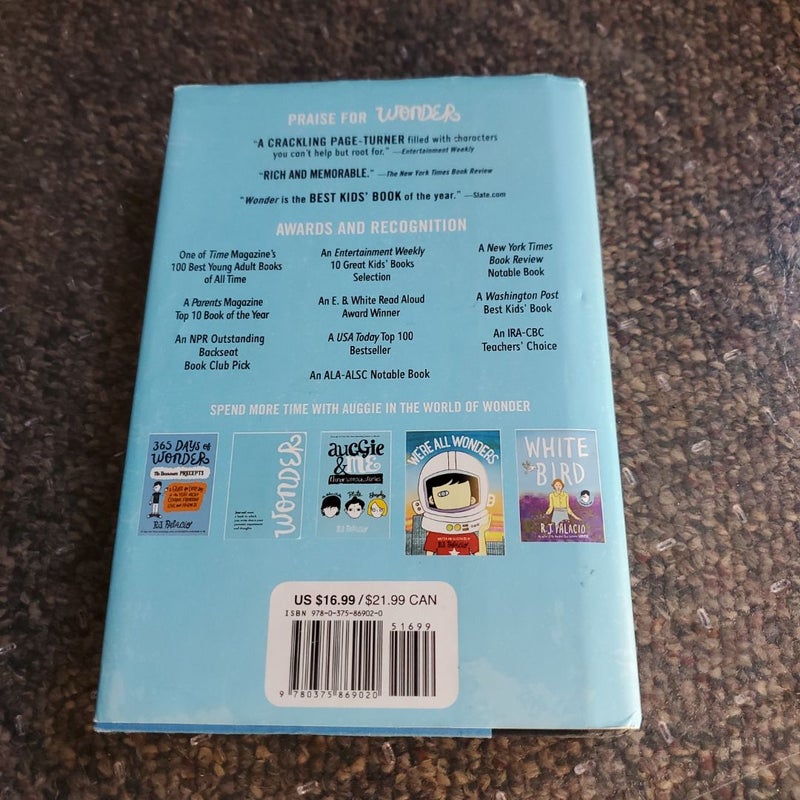 PRAISE FOR WONDER
"A CRACKLING PAGE-TURNER filled with characters
you can't help but root for." —Entertainment Weekly
"RICH AND MEMORABLE." —The New York Times Book Review
"Wonder is the BEST KIDS' BOOK of the year." —Slate.com
AWARDS AND RECOGNITION
One of Time Magazine's
100 Best Young Adult Books
of All Time
An Entertainment Weekly
10 Great Kids' Books
Selection
A New York Times
Book Review
Notable Book
A Parents Magazine
Top 10 Book of the Year
An E. B. White Read Aloud
Award Winner
A Washington Post
Best Kids' Book
An NPR Outstanding
Backseat
Book Club Pick
A USA Today Top 100
Bestseller
An IRA-CBC
Teachers' Choice
An ALA-ALSC Notable Book
SPEND MORE TIME WITH AUGGIE IN THE WORLD OF WONDER
365 DAYS of
WONDER
Mr. Browne's PRECEPTS
R.J. PALACIO
WONDER
auggie
& ME
R.J. PALACIO
WE'RE ALL WONDERS
R.J. PALACIO
WHITE
BIRD
R.J. PALACIO
US $16.99 / $21.99 CAN
ISBN 978-0-375-86902-0
51699
9 780375 869020